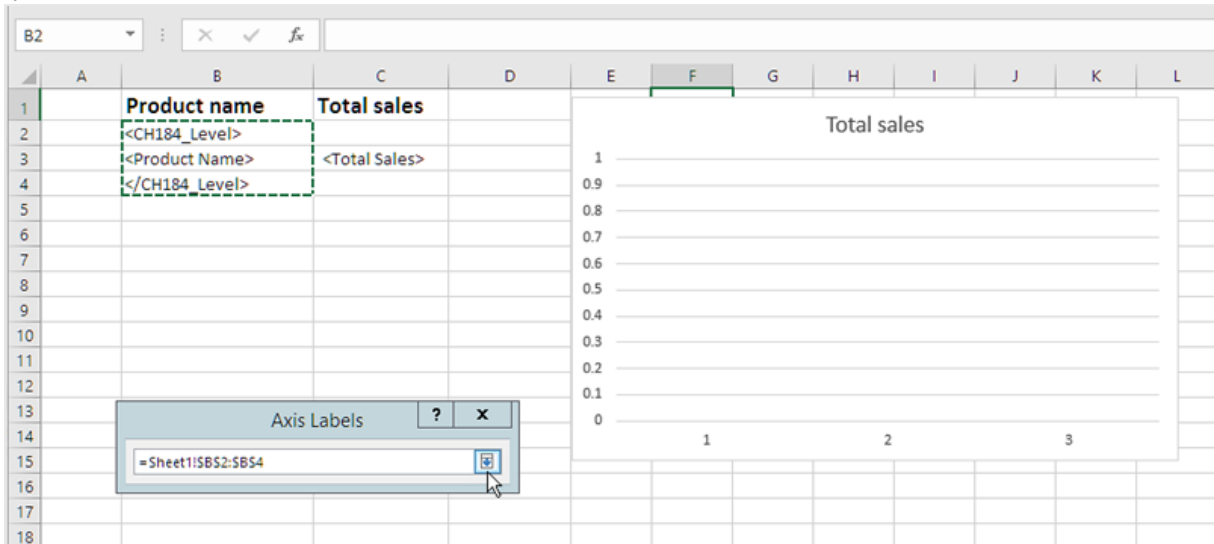 B2 fx
A B C D E F G H I J K L
1 Product name Total sales
2 <CH184_Level>
3 <Product Name> <Total Sales>
4 </CH184_Level>
5
6
7
8
9
10
11
12
13
14
15
16
17
18
Total sales
1
0.9
0.8
0.7
0.6
0.5
0.4
0.3
0.2
0.1
0
1 2 3
Axis Labels ? x
=Sheet1!$B$2:$B$4